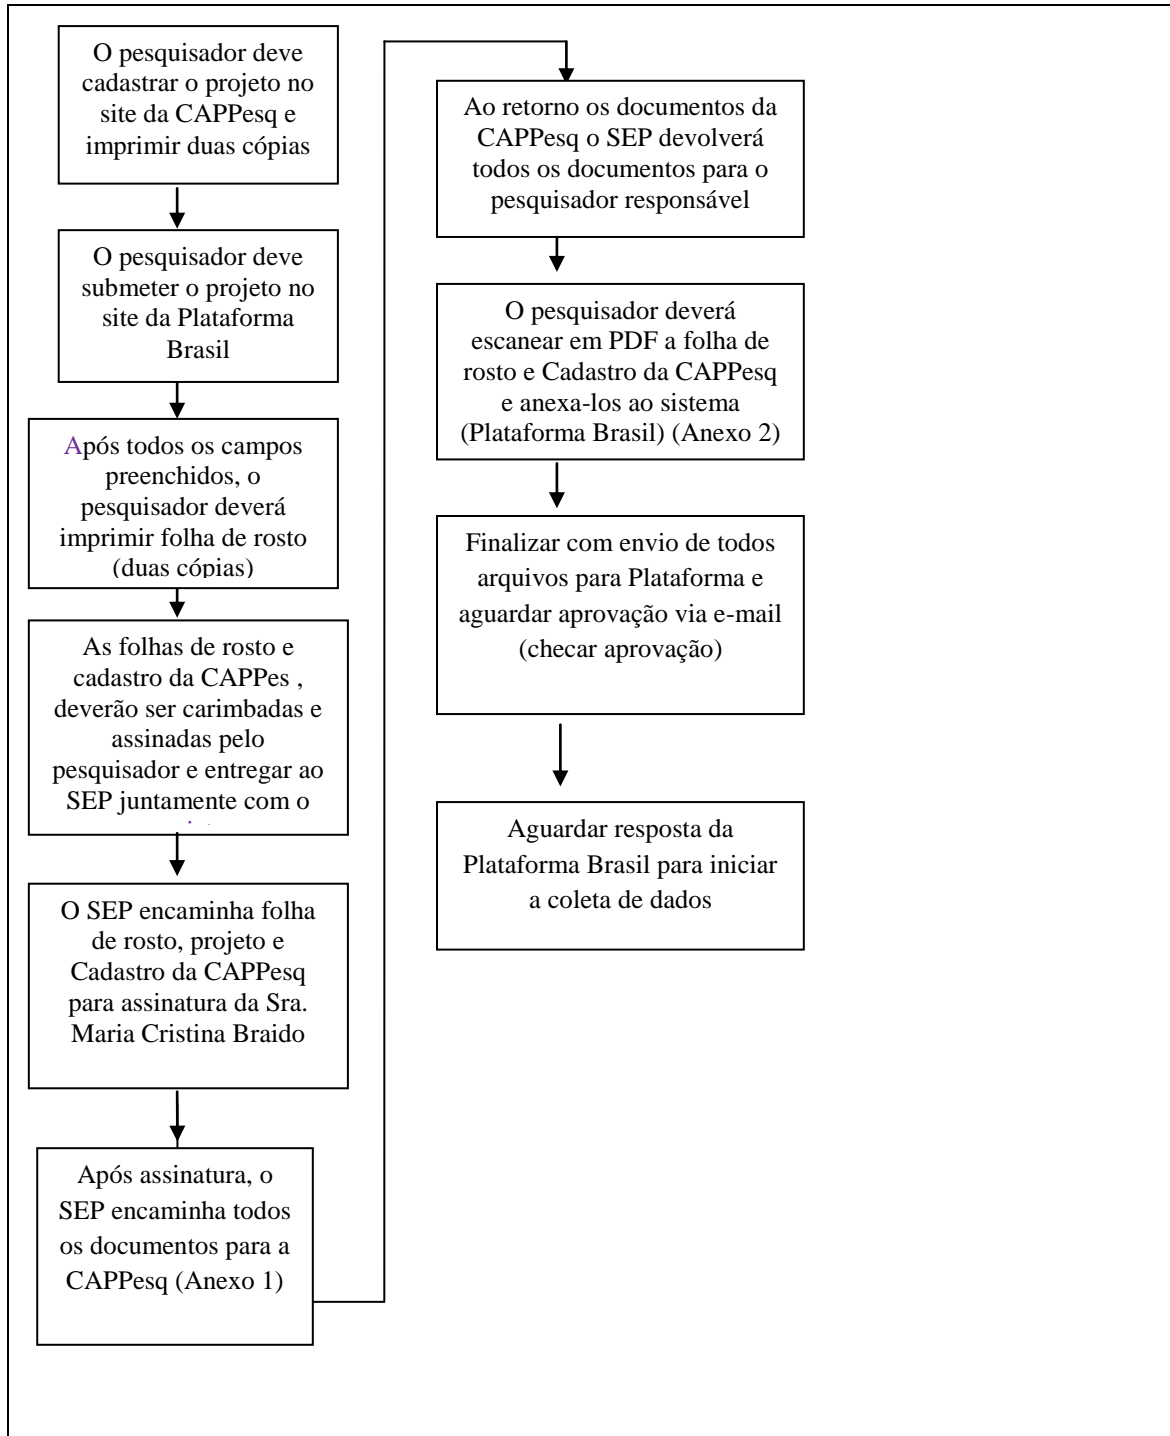 O pesquisador deve
cadastrar o projeto no
site da CAPPesq e
imprimir duas cópias
O pesquisador deve
submeter o projeto no
site da Plataforma
Brasil
Após todos os campos
preenchidos, o
pesquisador deverá
imprimir folha de rosto
(duas cópias)
As folhas de rosto e
cadastro da CAPPes ,
deverão ser carimbadas e
assinadas pelo
pesquisador e entregar ao
SEP juntamente com o
O SEP encaminha folha
de rosto, projeto e
Cadastro da CAPPesq
para assinatura da Sra.
Maria Cristina Braido
Após assinatura, o
SEP encaminha todos
os documentos para a
CAPPesq (Anexo 1)
Ao retorno os documentos da
CAPPesq o SEP devolverá
todos os documentos para o
pesquisador responsável
O pesquisador deverá
escanear em PDF a folha de
rosto e Cadastro da CAPPesq
e anexa-los ao sistema
(Plataforma Brasil) (Anexo 2)
Finalizar com envio de todos
arquivos para Plataforma e
aguardar aprovação via e-mail
(checar aprovação)
Aguardar resposta da
Plataforma Brasil para iniciar
a coleta de dados